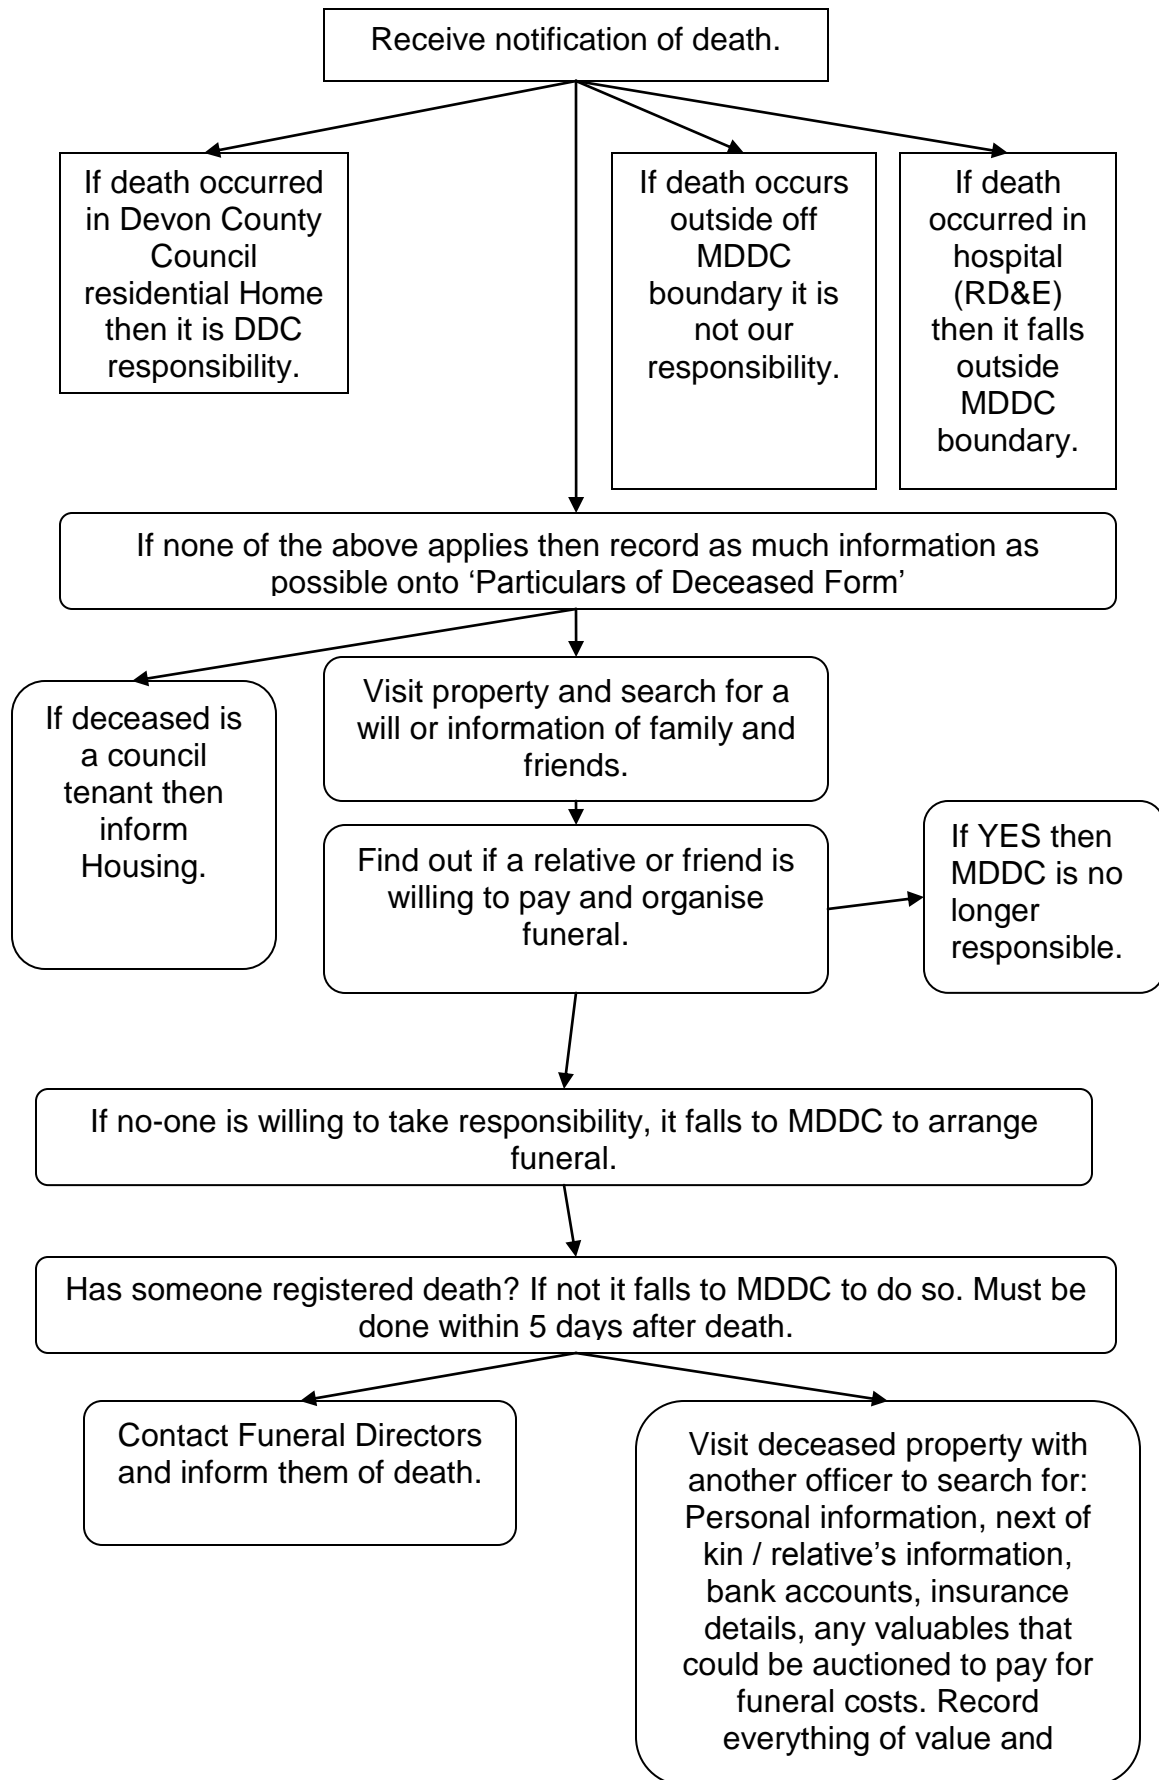 Receive notification of death.
If death occurred
in Devon County
Council
residential Home
then it is DDC
responsibility.
If death occurs
outside off
MDDC
boundary it is
not our
responsibility.
If death
occurred in
hospital
(RD&E)
then it falls
outside
MDDC
boundary.
If none of the above applies then record as much information as
possible onto ‘Particulars of Deceased Form’
If deceased is
a council
tenant then
inform
Housing.
Visit property and search for a
will or information of family and
friends.
Find out if a relative or friend is
willing to pay and organise
funeral.
If YES then
MDDC is no
longer
responsible.
If no-one is willing to take responsibility, it falls to MDDC to arrange
funeral.
Has someone registered death? If not it falls to MDDC to do so. Must be
done within 5 days after death.
Contact Funeral Directors
and inform them of death.
Visit deceased property with
another officer to search for:
Personal information, next of
kin / relative’s information,
bank accounts, insurance
details, any valuables that
could be auctioned to pay for
funeral costs. Record
everything of value and